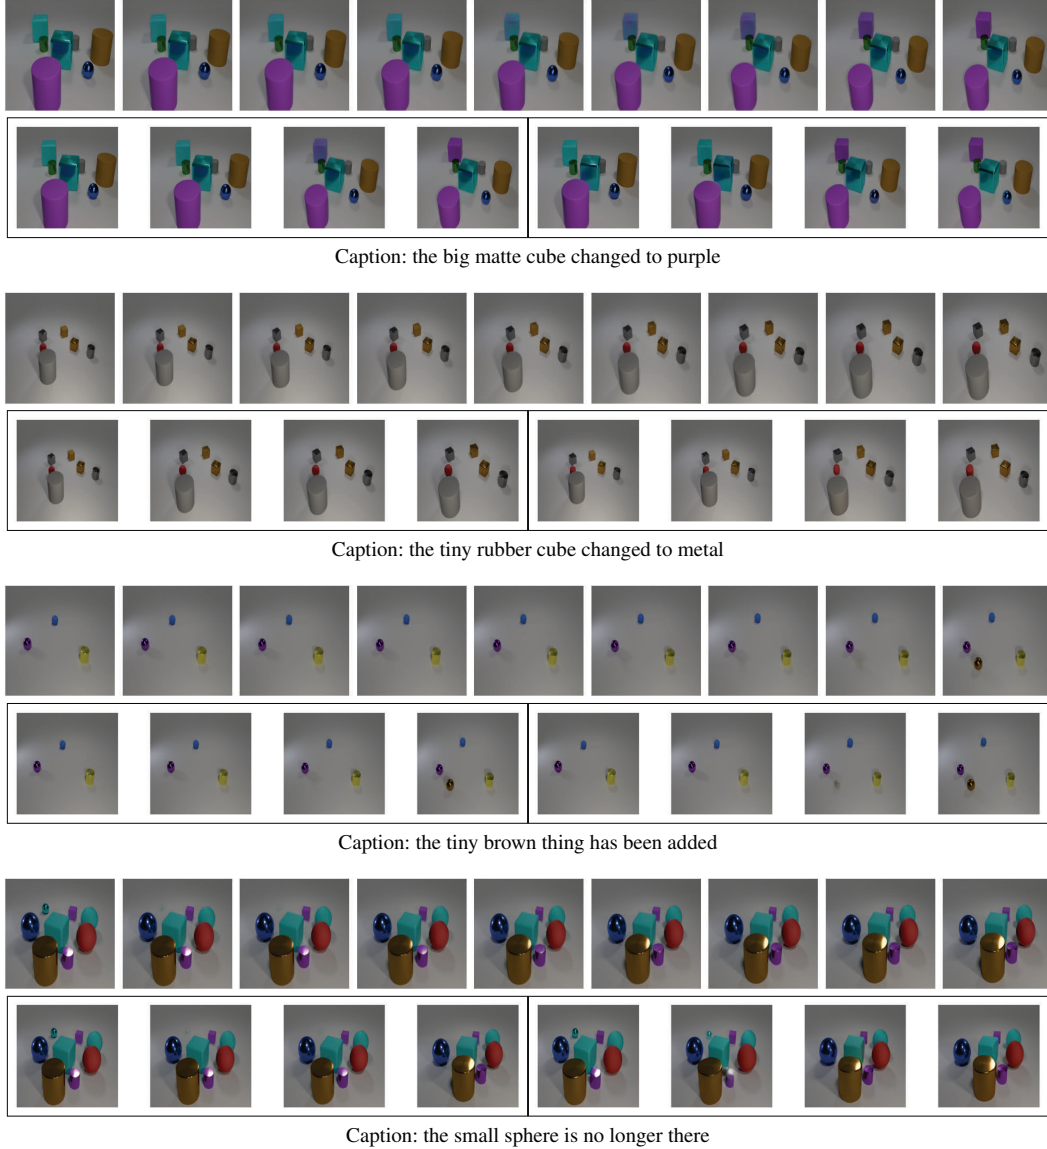 Caption: the big matte cube changed to purple
Caption: the tiny rubber cube changed to metal
Caption: the tiny brown thing has been added
Caption: the small sphere is no longer there